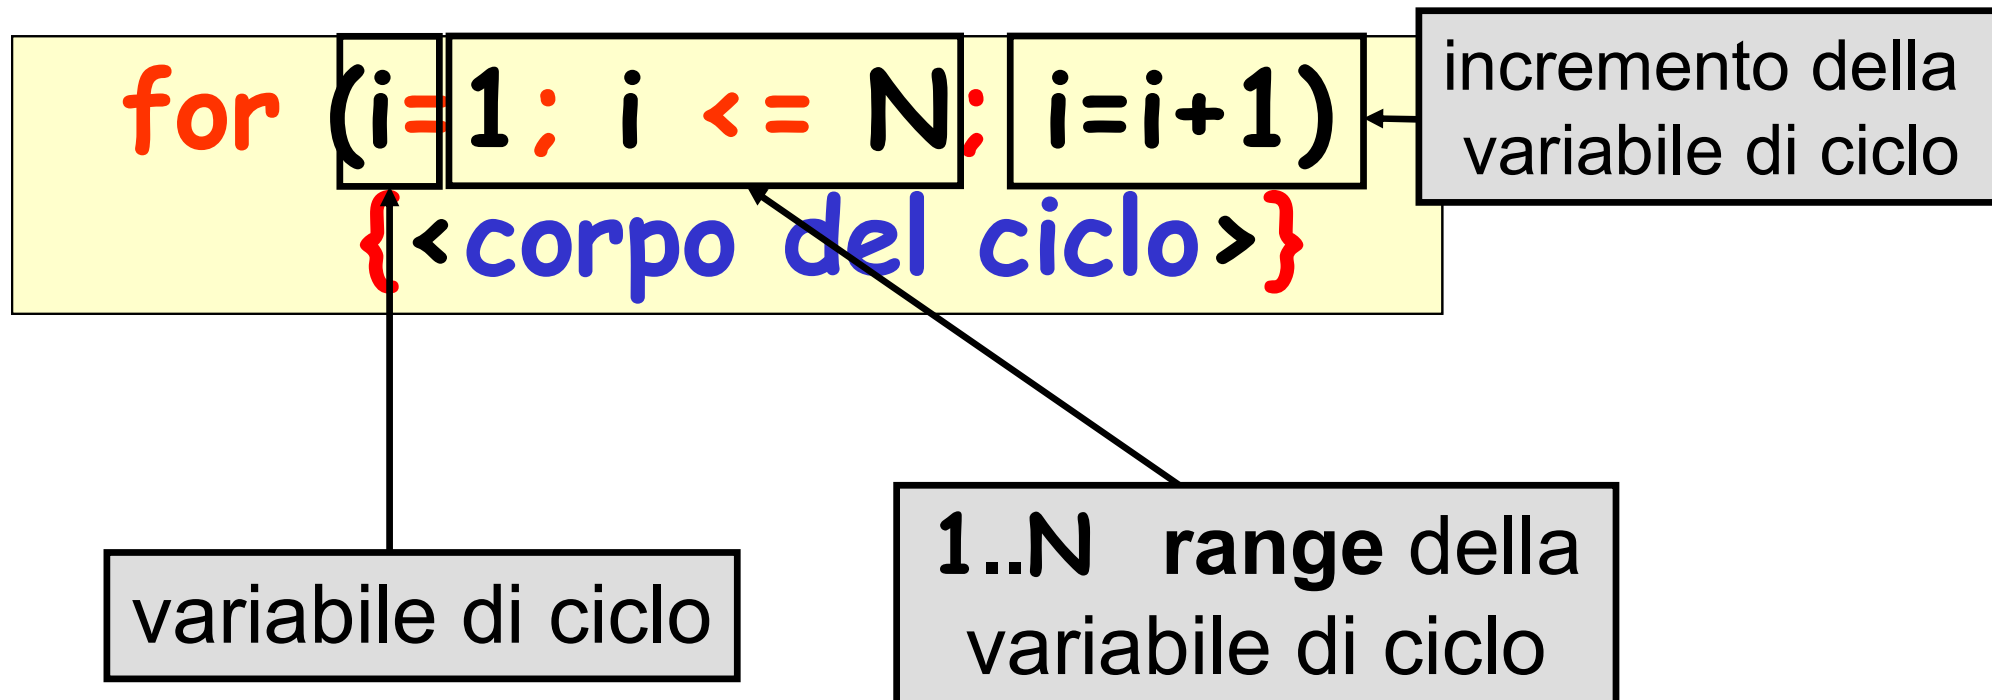 for (i=1; i <= N; i=i+1)
{<corpo del ciclo>}
incremento della
variabile di ciclo
variabile di ciclo
1..N range della
variabile di ciclo